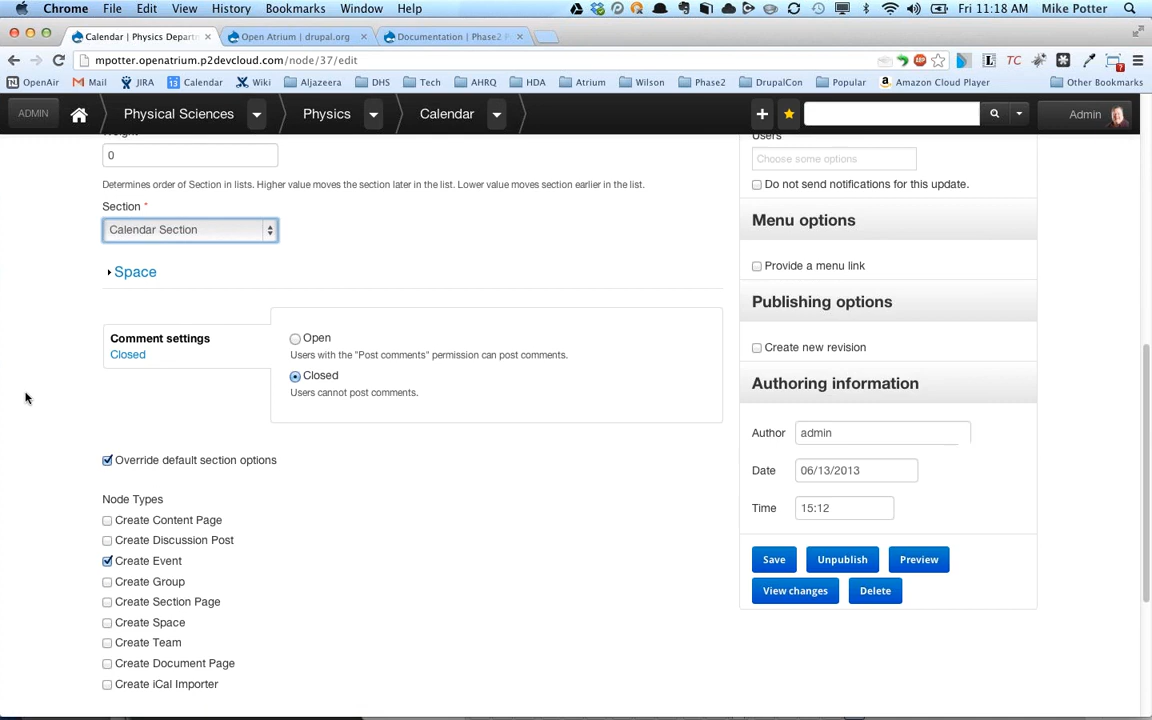 Chrome File Edit View History Bookmarks Window Help Fri 11:18 AM Mike Potter
Calendar | Physics Depart Open Atrium | drupal.org Documentation | Phase2 P
mpotter.openatrium.p2devcloud.com/node/37/edit
OpenAir Mail JIRA Calendar Wiki Aljazeera DHS Tech AHRQ HDA Atrium Wilson Phase2 DrupalCon Popular Amazon Cloud Player Other Bookmarks
ADMIN Physical Sciences Physics Calendar Admin
0
Determines order of Section in lists. Higher value moves the section later in the list. Lower value moves section earlier in the list.
Section *
Calendar Section
Space
Comment settings
Closed
Open
Users with the "Post comments" permission can post comments.
Closed
Users cannot post comments.
Override default section options
Node Types
Create Content Page
Create Discussion Post
Create Event
Create Group
Create Section Page
Create Space
Create Team
Create Document Page
Create iCal Importer
Users
Choose some options
Do not send notifications for this update.
Menu options
Provide a menu link
Publishing options
Create new revision
Authoring information
Author admin
Date 06/13/2013
Time 15:12
Save Unpublish Preview
View changes Delete